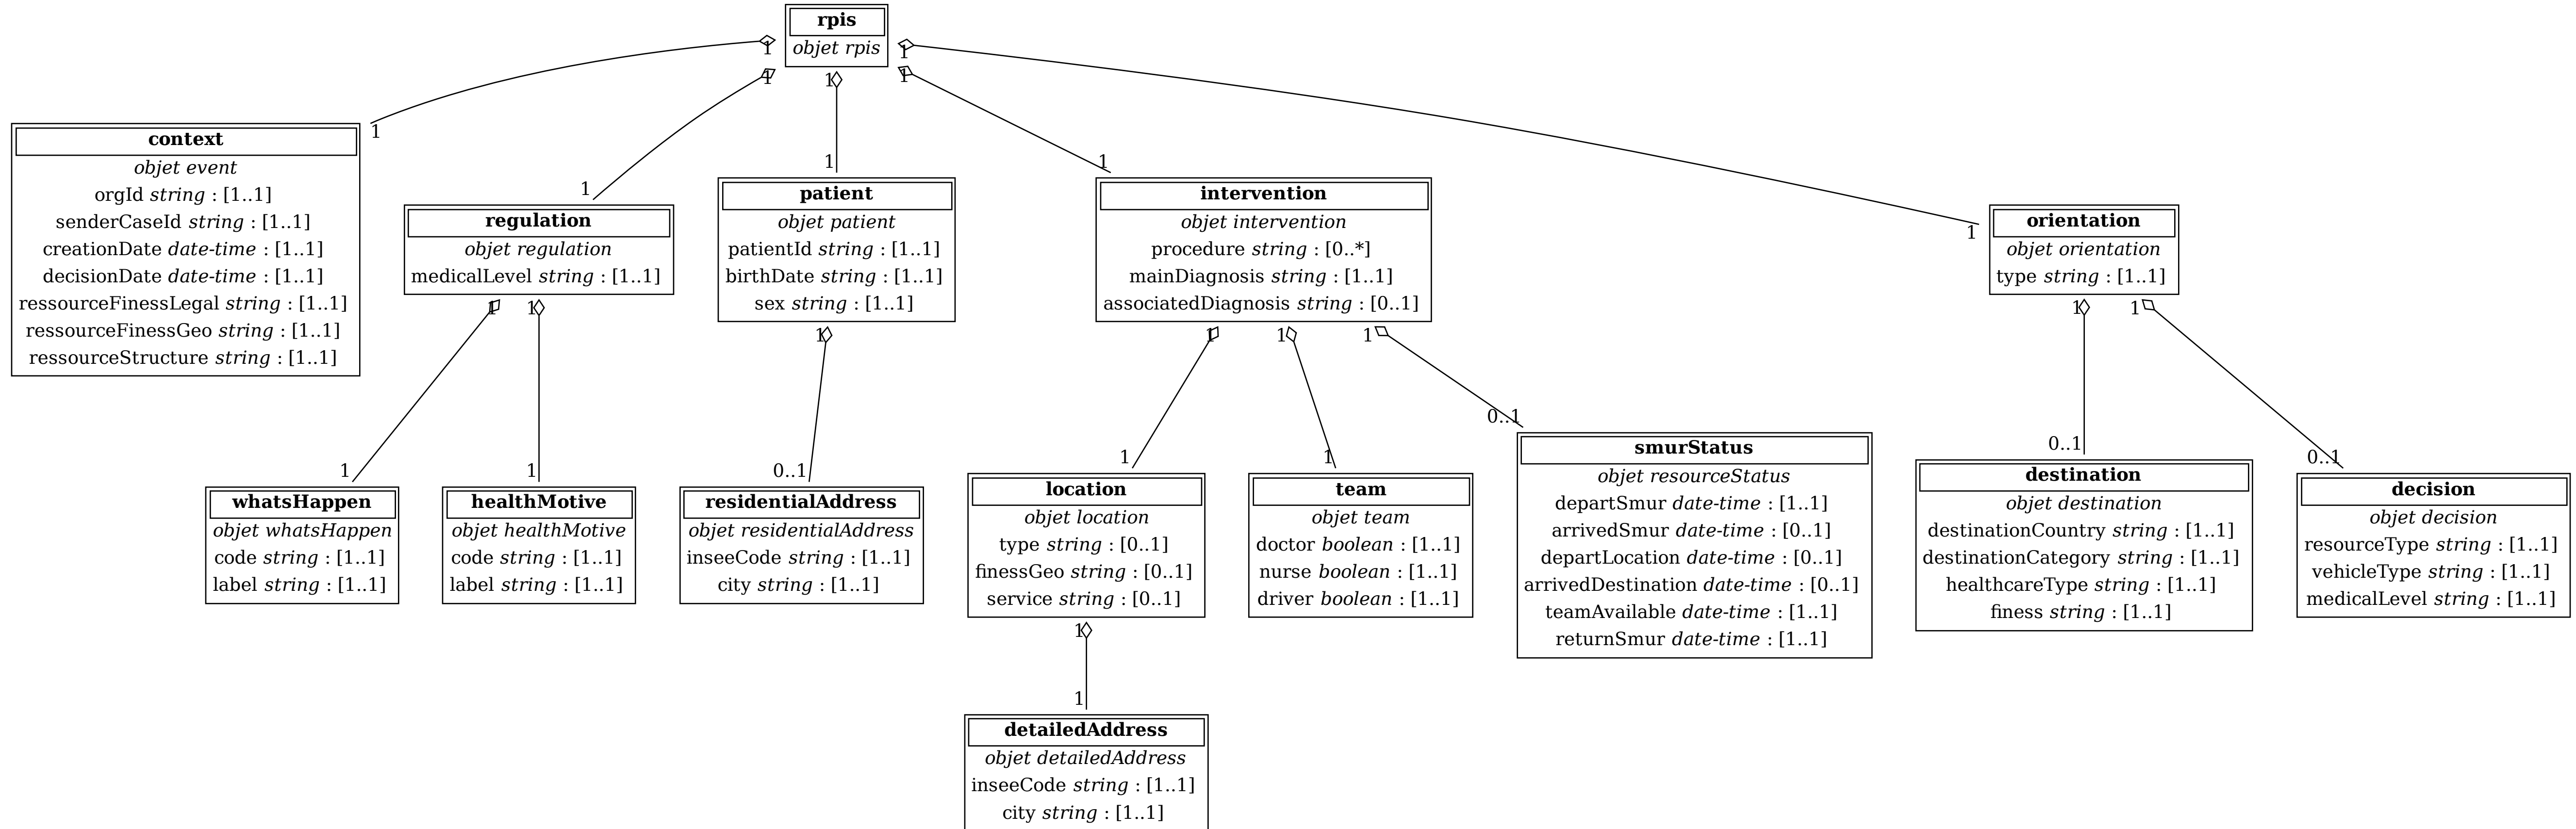 rpis
objet rpis
1
1
1
1
1
1
1
1
1
1
context
objet event
orgId string : [1..1]
senderCaseId string : [1..1]
creationDate date-time : [1..1]
decisionDate date-time : [1..1]
ressourceFinessLegal string : [1..1]
ressourceFinessGeo string : [1..1]
ressourceStructure string : [1..1]
regulation
objet regulation
medicalLevel string : [1..1]
patient
objet patient
patientId string : [1..1]
birthDate string : [1..1]
sex string : [1..1]
intervention
objet intervention
procedure string : [0..*]
mainDiagnosis string : [1..1]
associatedDiagnosis string : [0..1]
orientation
objet orientation
type string : [1..1]
1
1
1
1
1
1
1
1
1
1
0..1
1
1
0..1
0..1
0..1
whatsHappen
objet whatsHappen
code string : [1..1]
label string : [1..1]
healthMotive
objet healthMotive
code string : [1..1]
label string : [1..1]
residentialAddress
objet residentialAddress
inseeCode string : [1..1]
city string : [1..1]
location
objet location
type string : [0..1]
finessGeo string : [0..1]
service string : [0..1]
team
objet team
doctor boolean : [1..1]
nurse boolean : [1..1]
driver boolean : [1..1]
smurStatus
objet resourceStatus
departSmur date-time : [1..1]
arrivedSmur date-time : [0..1]
departLocation date-time : [0..1]
arrivedDestination date-time : [0..1]
teamAvailable date-time : [1..1]
returnSmur date-time : [1..1]
destination
objet destination
destinationCountry string : [1..1]
destinationCategory string : [1..1]
healthcareType string : [1..1]
finess string : [1..1]
decision
objet decision
resourceType string : [1..1]
vehicleType string : [1..1]
medicalLevel string : [1..1]
1
1
detailedAddress
objet detailedAddress
inseeCode string : [1..1]
city string : [1..1]